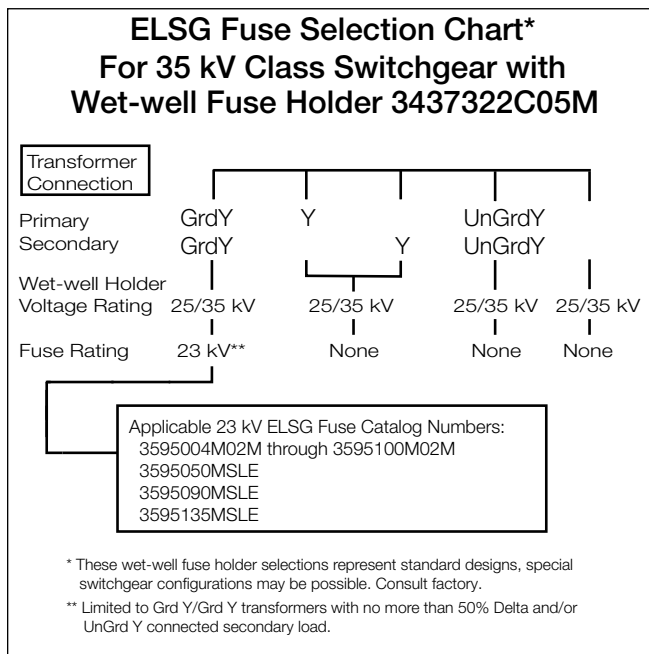 ELSG Fuse Selection Chart*
For 35 kV Class Switchgear with
Wet-well Fuse Holder 3437322C05M
Transformer
Connection
Primary GrdY Y UnGrdY
Secondary GrdY Y UnGrdY
Wet-well Holder
Voltage Rating 25/35 kV 25/35 kV 25/35 kV 25/35 kV
Fuse Rating 23 kV** None None None
Applicable 23 kV ELSG Fuse Catalog Numbers:
3595004M02M through 3595100M02M
3595050MSLE
3595090MSLE
3595135MSLE
* These wet-well fuse holder selections represent standard designs, special
switchgear configurations may be possible. Consult factory.
** Limited to Grd Y/Grd Y transformers with no more than 50% Delta and/or
UnGrd Y connected secondary load.